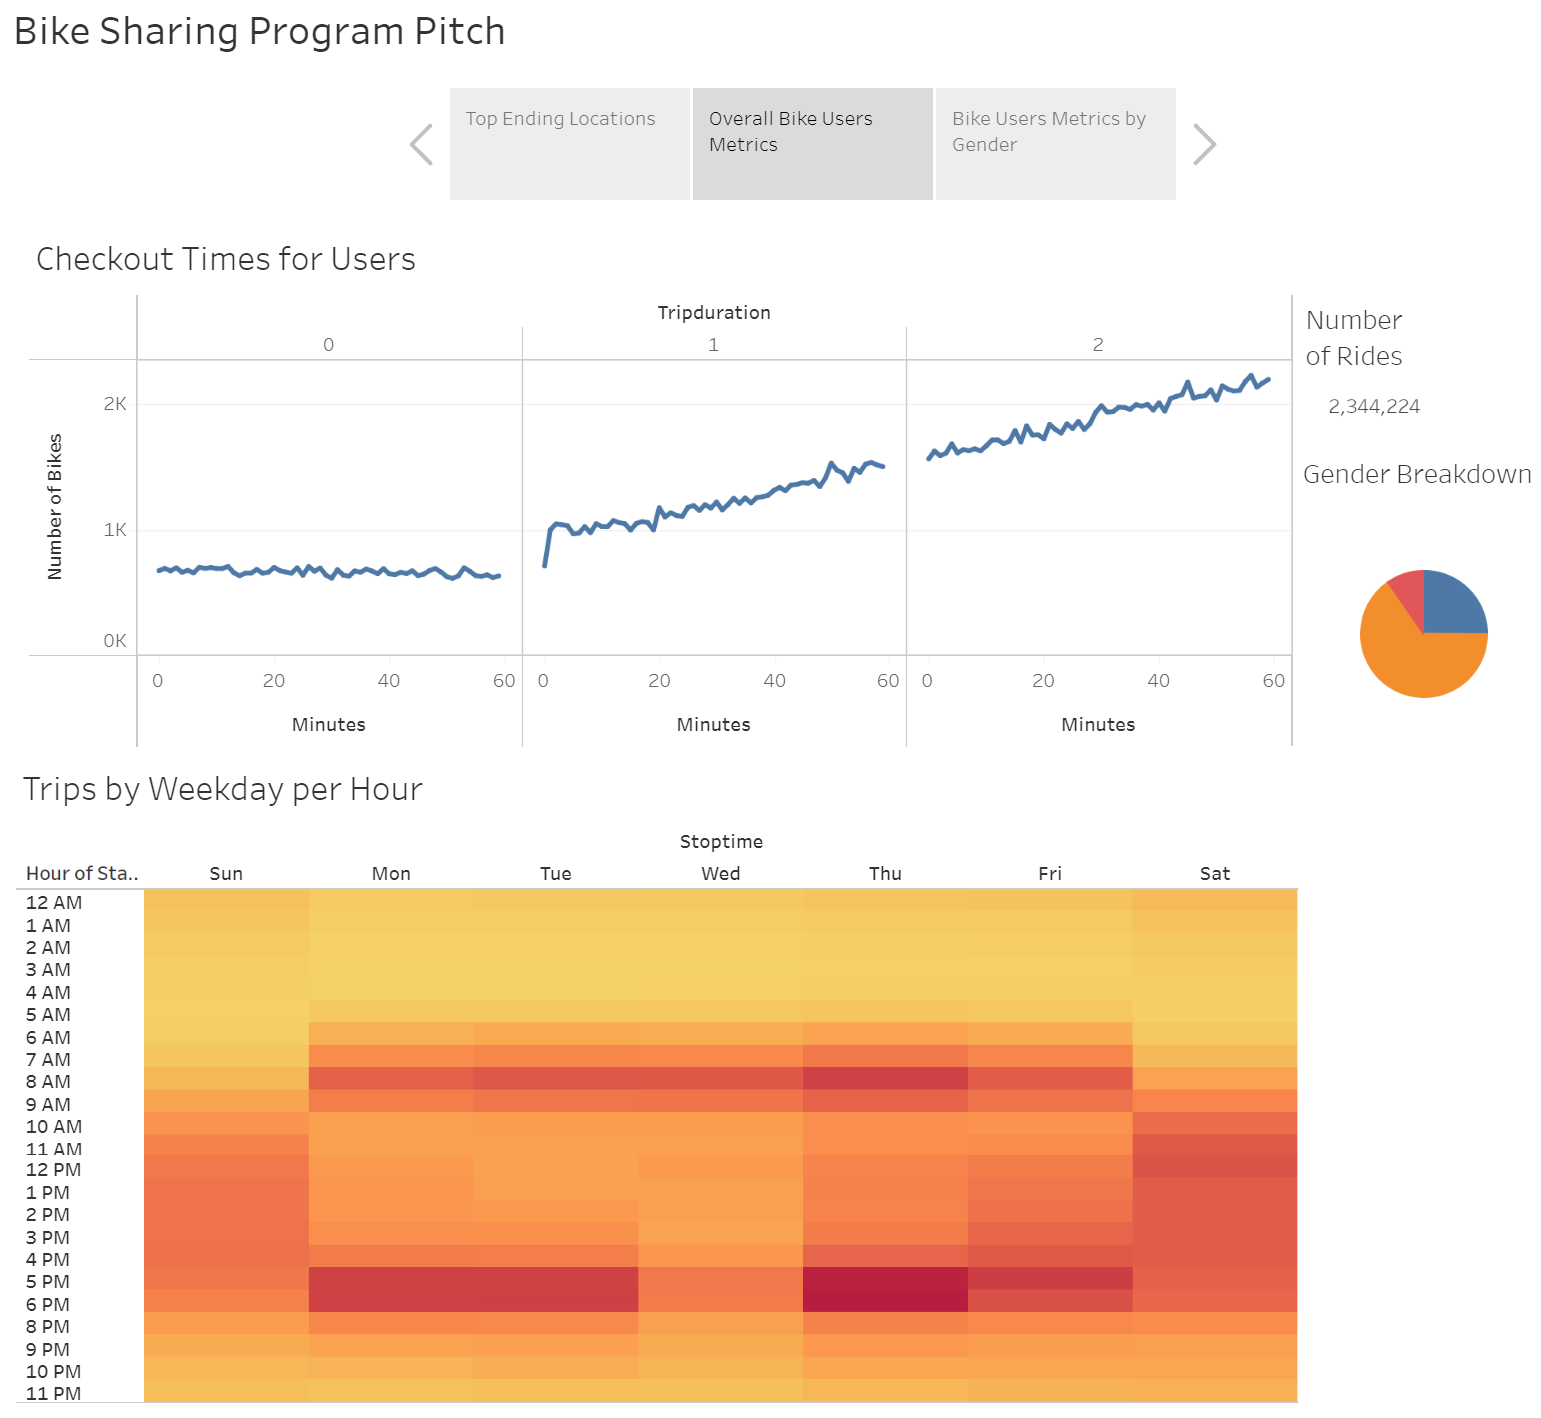 Bike Sharing Program Pitch
Top Ending Locations
Overall Bike Users
Metrics
Bike Users Metrics by
Gender
Checkout Times for Users
Tripduration
0 1 2
Number of Bikes
2K
1K
0K
0 20 40 60 0 20 40 60 0 20 40 60
Minutes Minutes Minutes
Number
of Rides
2,344,224
Gender Breakdown
Trips by Weekday per Hour
Stoptime
Hour of Sta.. Sun Mon Tue Wed Thu Fri Sat
12 AM
1 AM
2 AM
3 AM
4 AM
5 AM
6 AM
7 AM
8 AM
9 AM
10 AM
11 AM
12 PM
1 PM
2 PM
3 PM
4 PM
5 PM
6 PM
8 PM
9 PM
10 PM
11 PM